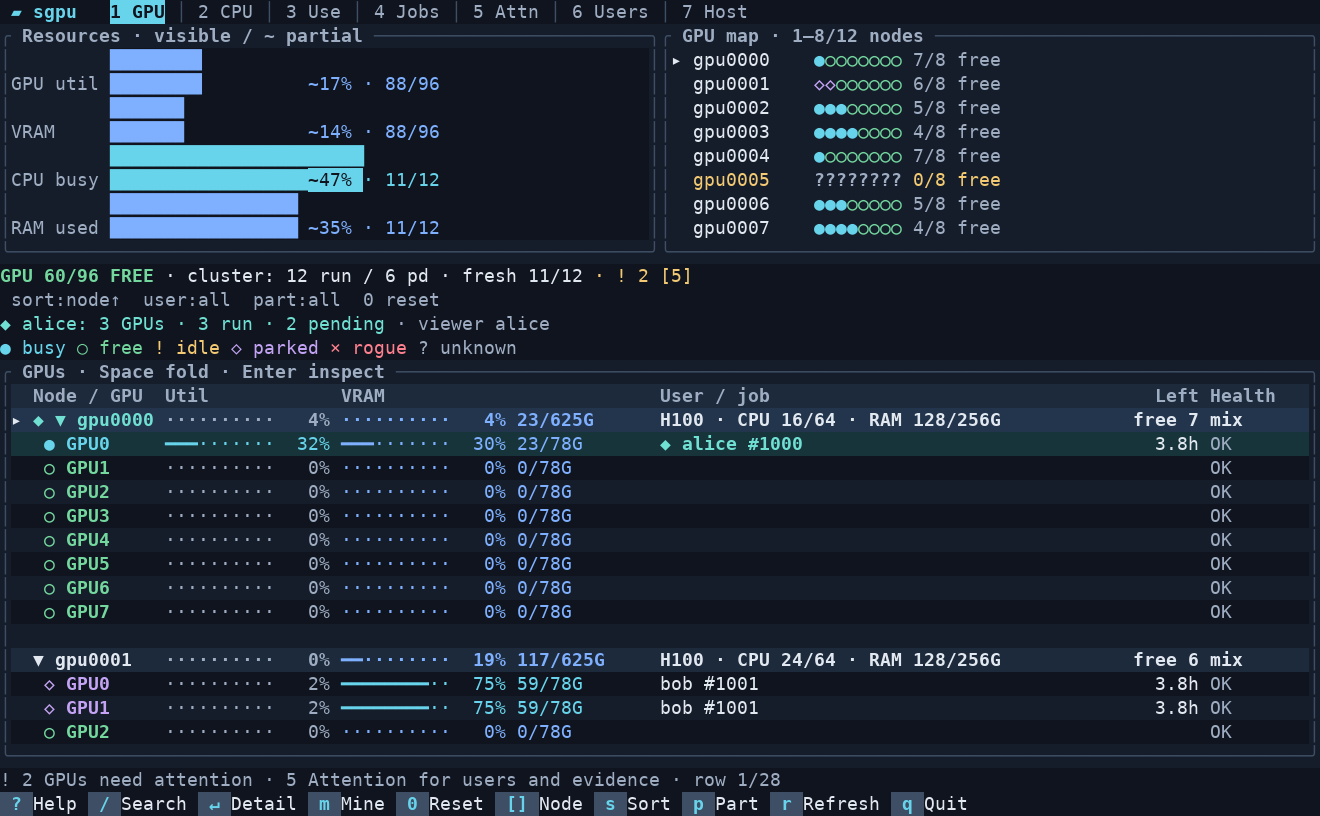 ▰ sgpu   1 GPU │ 2 CPU │ 3 Use │ 4 Jobs │ 5 Attn │ 6 Users │ 7 Host
Resources · visible / ~ partial
GPU util ~17% · 88/96
VRAM ~14% · 88/96
CPU busy ~47% · 11/12
RAM used ~35% · 11/12
GPU map · 1–8/12 nodes
▸ gpu0000 ●○○○○○○○ 7/8 free
gpu0001 ◇◇○○○○○○ 6/8 free
gpu0002 ●●●○○○○○ 5/8 free
gpu0003 ●●●●○○○○ 4/8 free
gpu0004 ●○○○○○○○ 7/8 free
gpu0005 ???????? 0/8 free
gpu0006 ●●●○○○○○ 5/8 free
gpu0007 ●●●●○○○○ 4/8 free
GPU 60/96 FREE · cluster: 12 run / 6 pd · fresh 11/12 · ! 2 [5]
sort:node↑  user:all  part:all  0 reset
◆ alice: 3 GPUs · 3 run · 2 pending · viewer alice
● busy ○ free ! idle ◇ parked × rogue ? unknown
GPUs · Space fold · Enter inspect
Node / GPU  Util  VRAM  User / job  Left Health
▸ ◆ ▼ gpu0000 ·········· 4% ·········· 4% 23/625G H100 · CPU 16/64 · RAM 128/256G free 7 mix
● GPU0 ━━━······· 32% ━━━······· 30% 23/78G ◆ alice #1000 3.8h OK
○ GPU1 ·········· 0% ·········· 0% 0/78G OK
○ GPU2 ·········· 0% ·········· 0% 0/78G OK
○ GPU3 ·········· 0% ·········· 0% 0/78G OK
○ GPU4 ·········· 0% ·········· 0% 0/78G OK
○ GPU5 ·········· 0% ·········· 0% 0/78G OK
○ GPU6 ·········· 0% ·········· 0% 0/78G OK
○ GPU7 ·········· 0% ·········· 0% 0/78G OK
▼ gpu0001 ·········· 0% ━━········ 19% 117/625G H100 · CPU 24/64 · RAM 128/256G free 6 mix
◇ GPU0 ·········· 2% ━━━━━━━━·· 75% 59/78G bob #1001 3.8h OK
◇ GPU1 ·········· 2% ━━━━━━━━·· 75% 59/78G bob #1001 3.8h OK
○ GPU2 ·········· 0% ·········· 0% 0/78G OK
! 2 GPUs need attention · 5 Attention for users and evidence · row 1/28
? Help / Search ↵ Detail m Mine 0 Reset [] Node s Sort p Part r Refresh q Quit